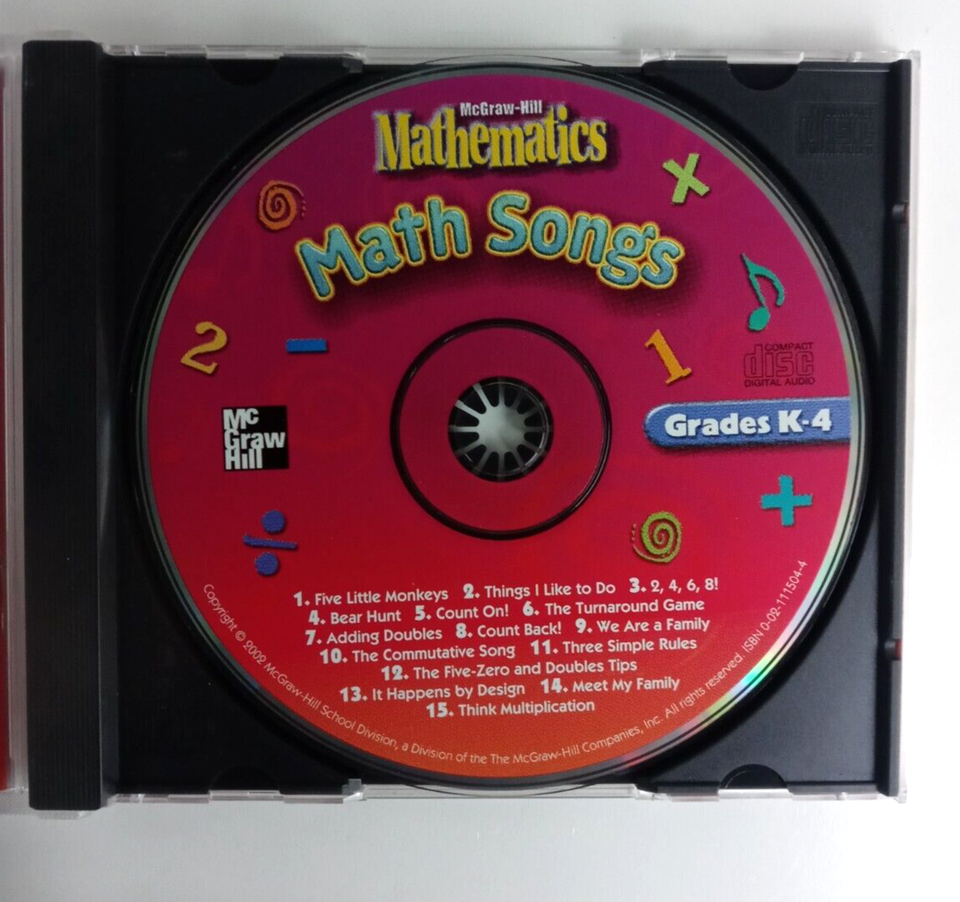 McGraw-Hill
Mathematics
Math Songs
x
2
1
COMPACT
disc
DIGITAL AUDIO
Grades K-4
Mc
Graw
Hill
1. Five Little Monkeys 2. Things I Like to Do 3. 2, 4, 6, 8!
4. Bear Hunt 5. Count On! 6. The Turnaround Game
7. Adding Doubles 8. Count Back! 9. We Are a Family
10. The Commutative Song 11. Three Simple Rules
12. The Five-Zero and Doubles Tips
13. It Happens by Design 14. Meet My Family
15. Think Multiplication
Copyright © 2002 McGraw-Hill School Division, a Division of the The McGraw-Hill Companies, Inc. All rights reserved. ISBN 0-02-111504-4